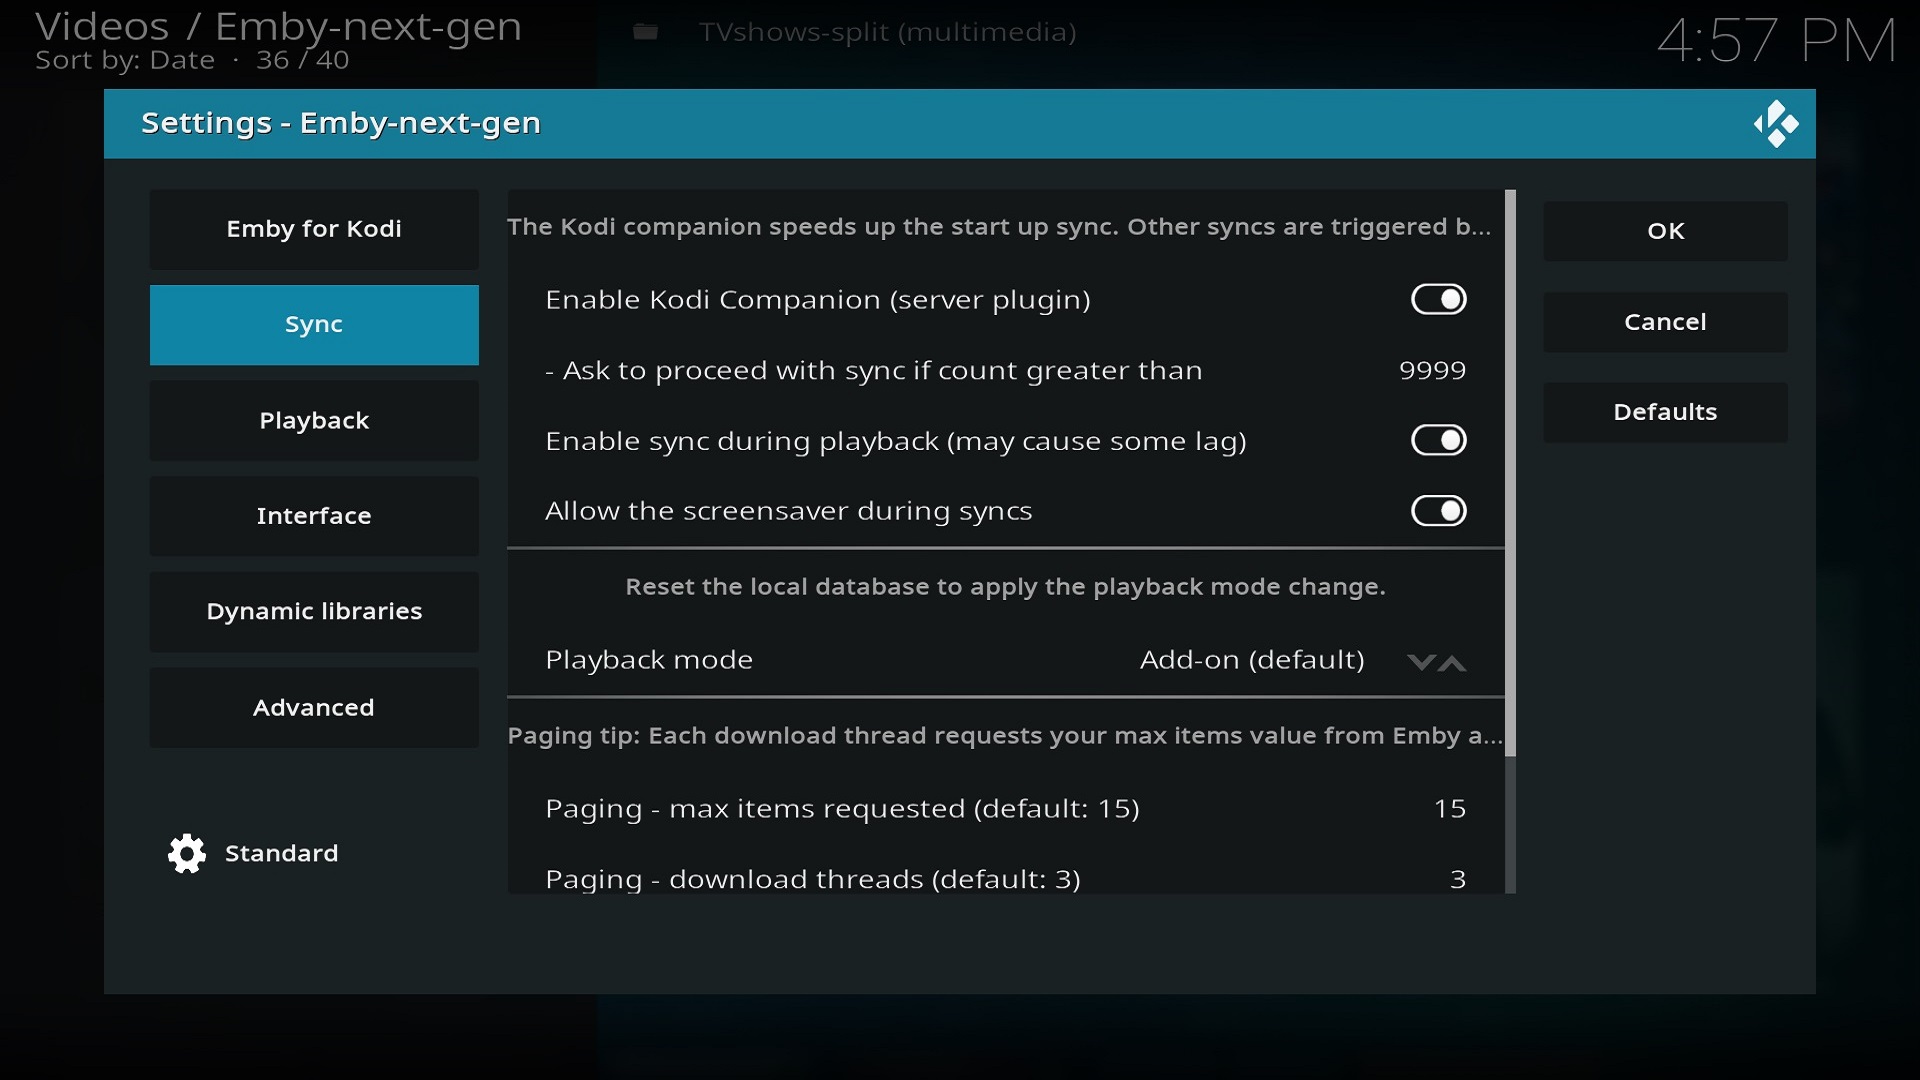 Videos / Emby-next-gen
Sort by: Date · 36 / 40
TVshows-split (multimedia)
4:57 PM
Settings - Emby-next-gen
Emby for Kodi
Sync
Playback
Interface
Dynamic libraries
Advanced
Standard
The Kodi companion speeds up the start up sync. Other syncs are triggered b...
Enable Kodi Companion (server plugin)
- Ask to proceed with sync if count greater than 9999
Enable sync during playback (may cause some lag)
Allow the screensaver during syncs
Reset the local database to apply the playback mode change.
Playback mode Add-on (default)
Paging tip: Each download thread requests your max items value from Emby a...
Paging - max items requested (default: 15) 15
Paging - download threads (default: 3) 3
OK
Cancel
Defaults